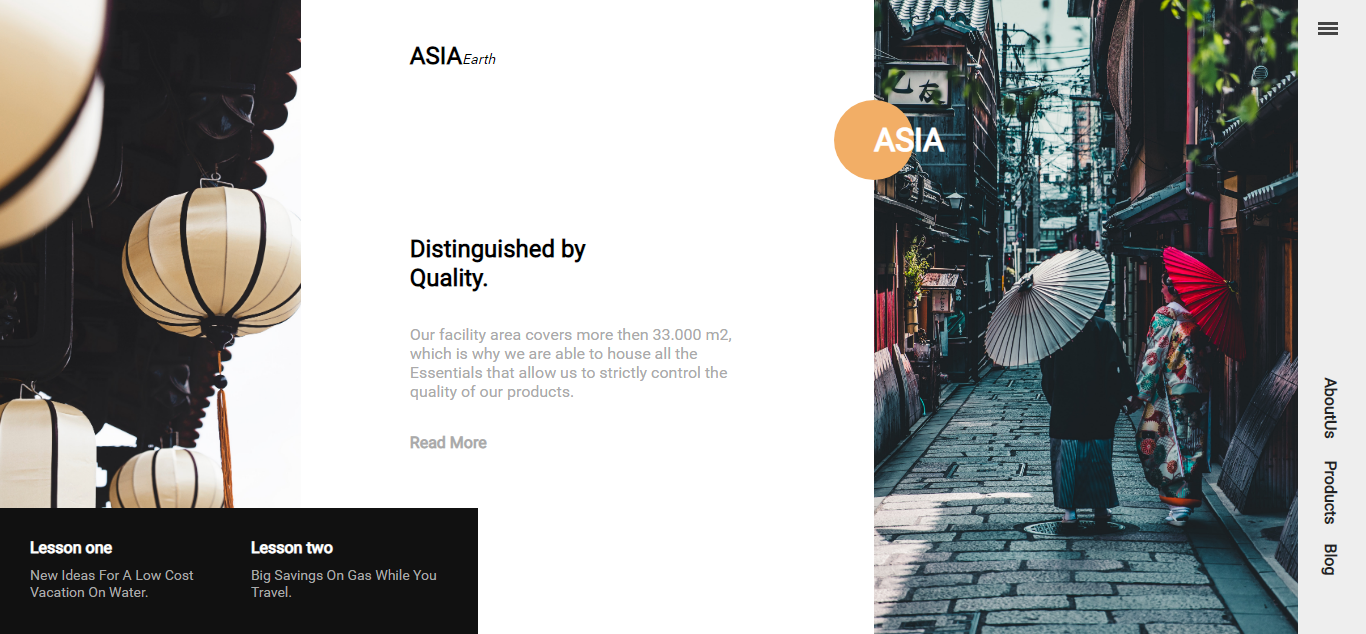 ASIAEarth
ASIA
Distinguished by
Quality.
Our facility area covers more then 33.000 m2,
which is why we are able to house all the
Essentials that allow us to strictly control the
quality of our products.
Read More
Lesson one
New Ideas For A Low Cost
Vacation On Water.
Lesson two
Big Savings On Gas While You
Travel.
AboutUs
Products
Blog